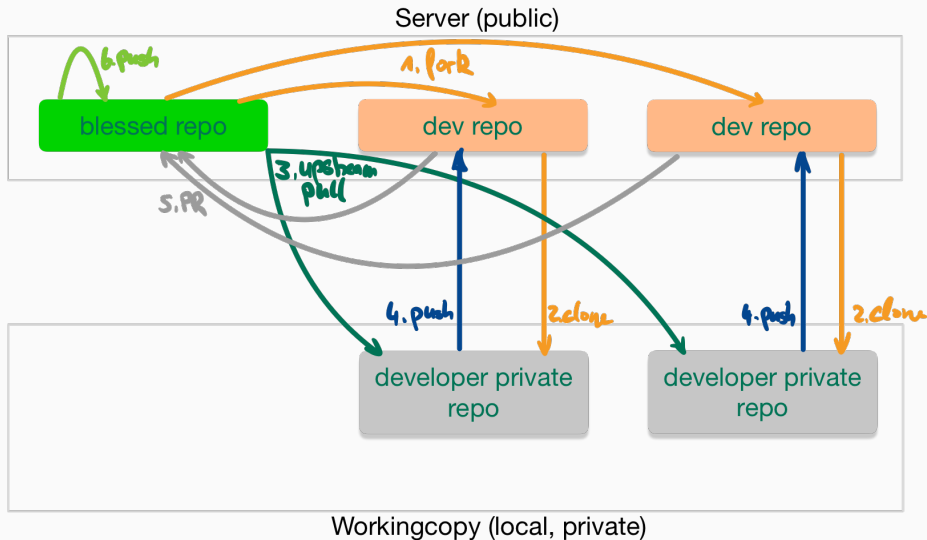 Server (public)
6.push
1. fork
blessed repo
dev repo
dev repo
3. upstream
pull
5.PR
4. push
2.clone
4. push
2. clone
developer private
repo
developer private
repo
Workingcopy (local, private)